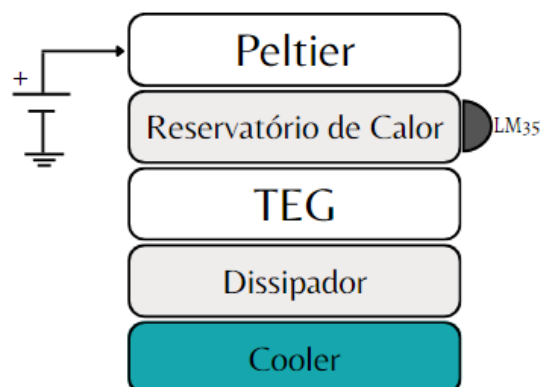 Peltier
+
Reservatório de Calor
LM35
TEG
Dissipador
Cooler